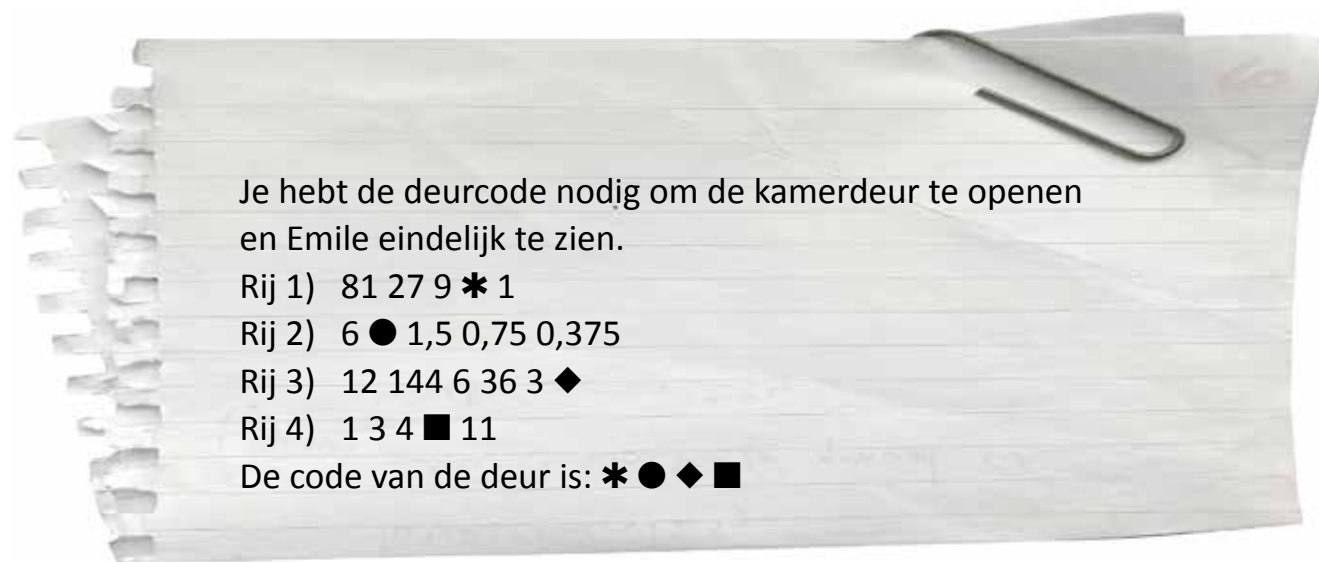 Je hebt de deurcode nodig om de kamerdeur te openen
en Emile eindelijk te zien.
Rij 1) 81 27 9 ✱ 1
Rij 2) 6 ● 1,5 0,75 0,375
Rij 3) 12 144 6 36 3 ◆
Rij 4) 1 3 4 ■ 11
De code van de deur is: ✱ ● ◆ ■